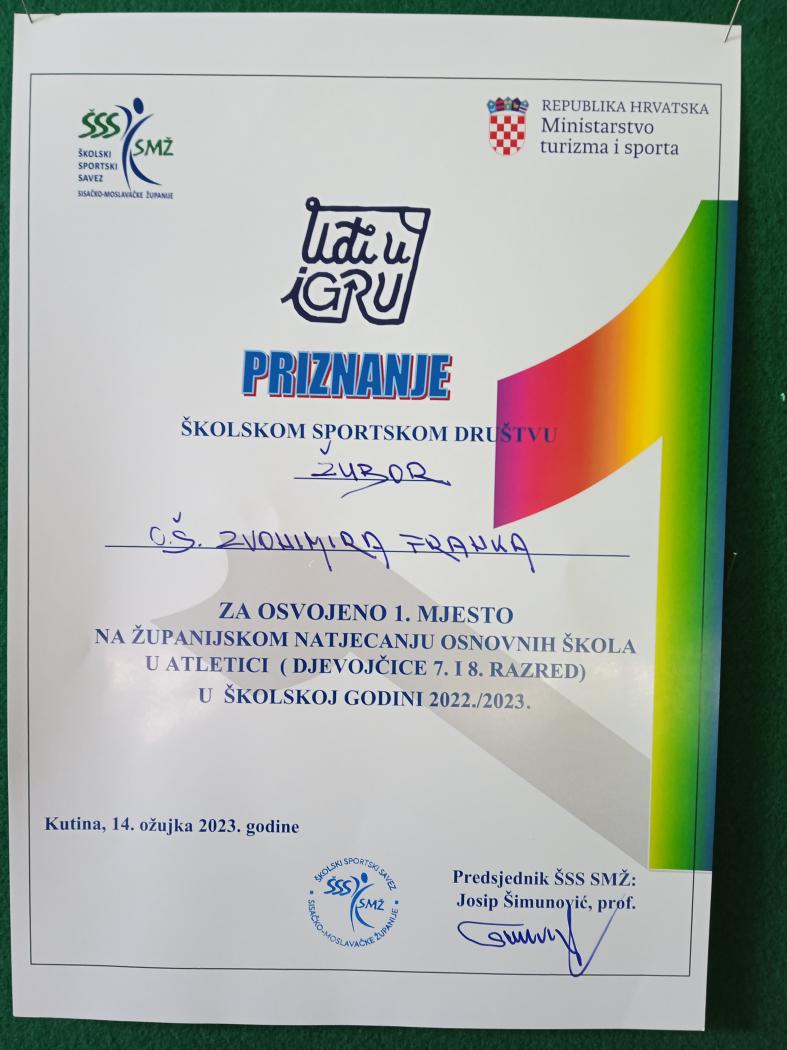 ŠSS
SMŽ
ŠKOLSKI
SPORTSKI
SAVEZ
SISAČKO-MOSLAVAČKE ŽUPANIJE
REPUBLIKA HRVATSKA
Ministarstvo
turizma i sporta
Uđi u
iGRU
PRIZNANJE
ŠKOLSKOM SPORTSKOM DRUŠTVU
ŽUBOR
O.Š. ZVONIMIRA FRANKA
ZA OSVOJENO 1. MJESTO
NA ŽUPANIJSKOM NATJECANJU OSNOVNIH ŠKOLA
U ATLETICI ( DJEVOJČICE 7. I 8. RAZRED)
U ŠKOLSKOJ GODINI 2022./2023.
Kutina, 14. ožujka 2023. godine
ŠKOLSKI SPORTSKI SAVEZ
ŠSS
SMŽ
SISAČKO-MOSLAVAČKE ŽUPANIJE
Predsjednik ŠSS SMŽ:
Josip Šimunović, prof.